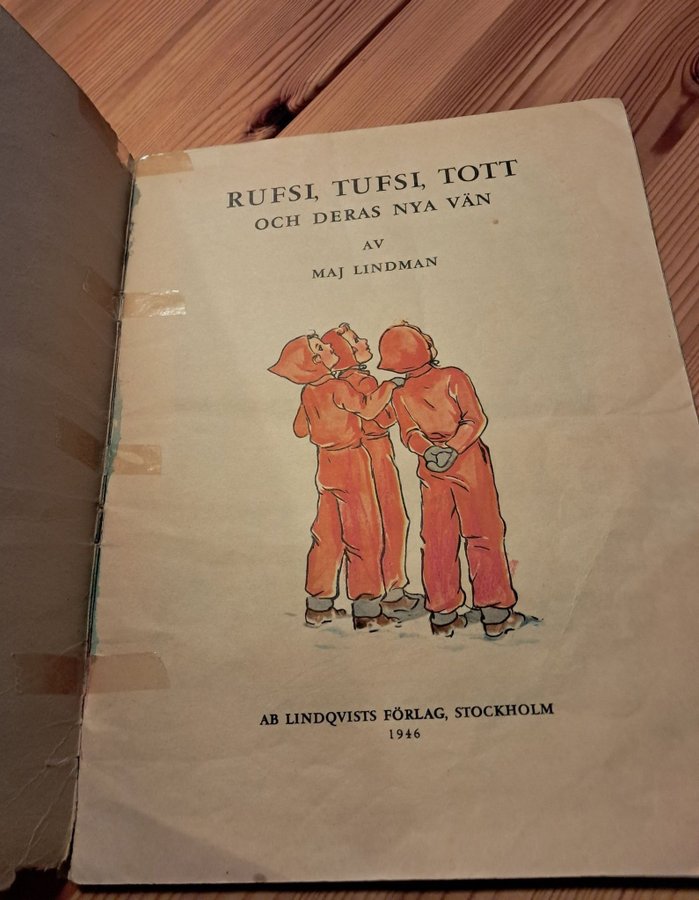 RUFSI, TUFSI, TOTT
OCH DERAS NYA VÄN
AV
MAJ LINDMAN
AB LINDQVISTS FÖRLAG, STOCKHOLM
1946